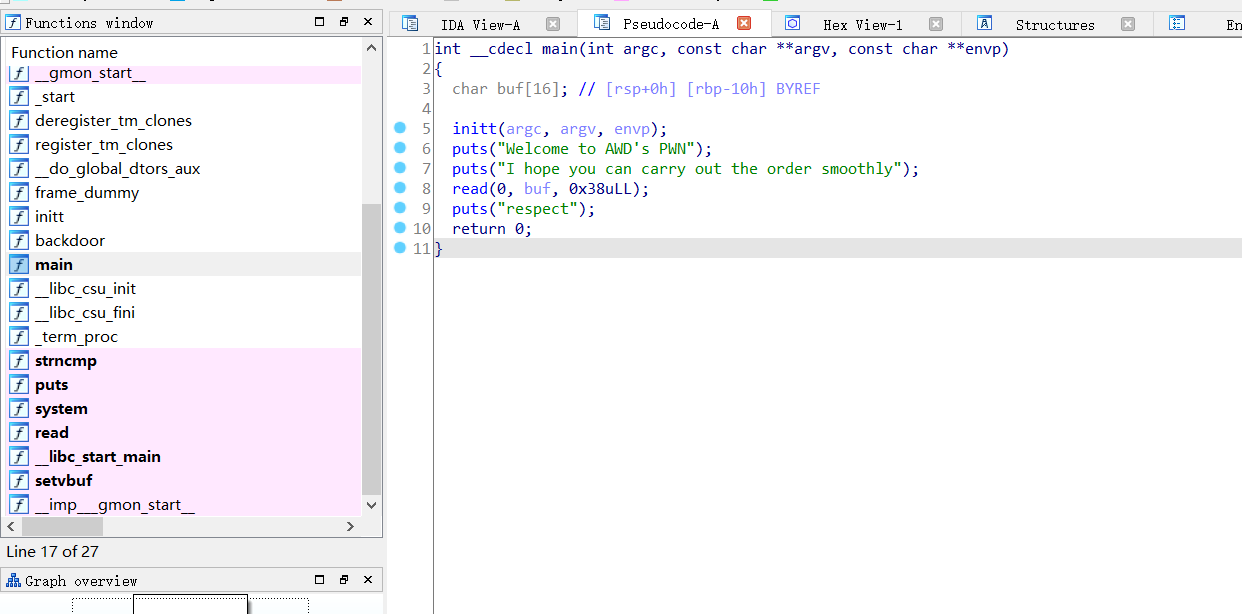 Functions window
Function name
__gmon_start__
_start
deregister_tm_clones
register_tm_clones
__do_global_dtors_aux
frame_dummy
initt
backdoor
main
__libc_csu_init
__libc_csu_fini
_term_proc
strncmp
puts
system
read
__libc_start_main
setvbuf
__imp___gmon_start__
Line 17 of 27
Graph overview
IDA View-A
Pseudocode-A
Hex View-1
Structures
En
1 int __cdecl main(int argc, const char **argv, const char **envp)
2 {
3 char buf[16]; // [rsp+0h] [rbp-10h] BYREF
4
5 initt(argc, argv, envp);
6 puts("Welcome to AWD's PWN");
7 puts("I hope you can carry out the order smoothly");
8 read(0, buf, 0x38uLL);
9 puts("respect");
10 return 0;
11 }